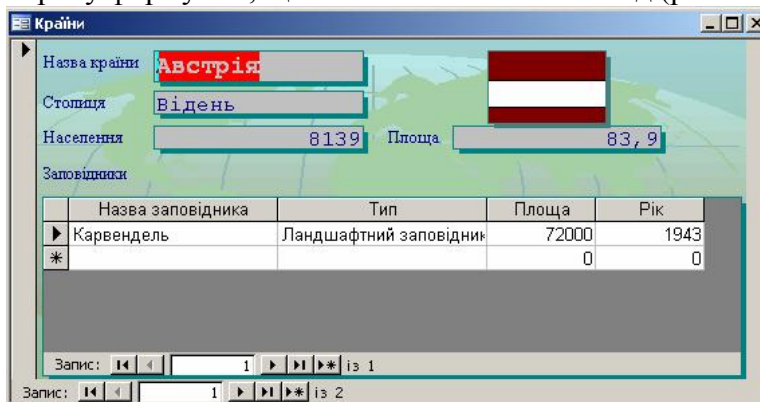 Країни
Назва країни Австрія
Столиця Відень
Населення 8139 Площа 83,9
Заповідники
Назва заповідника Тип Площа Рік
Карвендель Ландшафтний заповідник 72000 1943
0 0
Запис: 1 із 1
Запис: 1 із 2